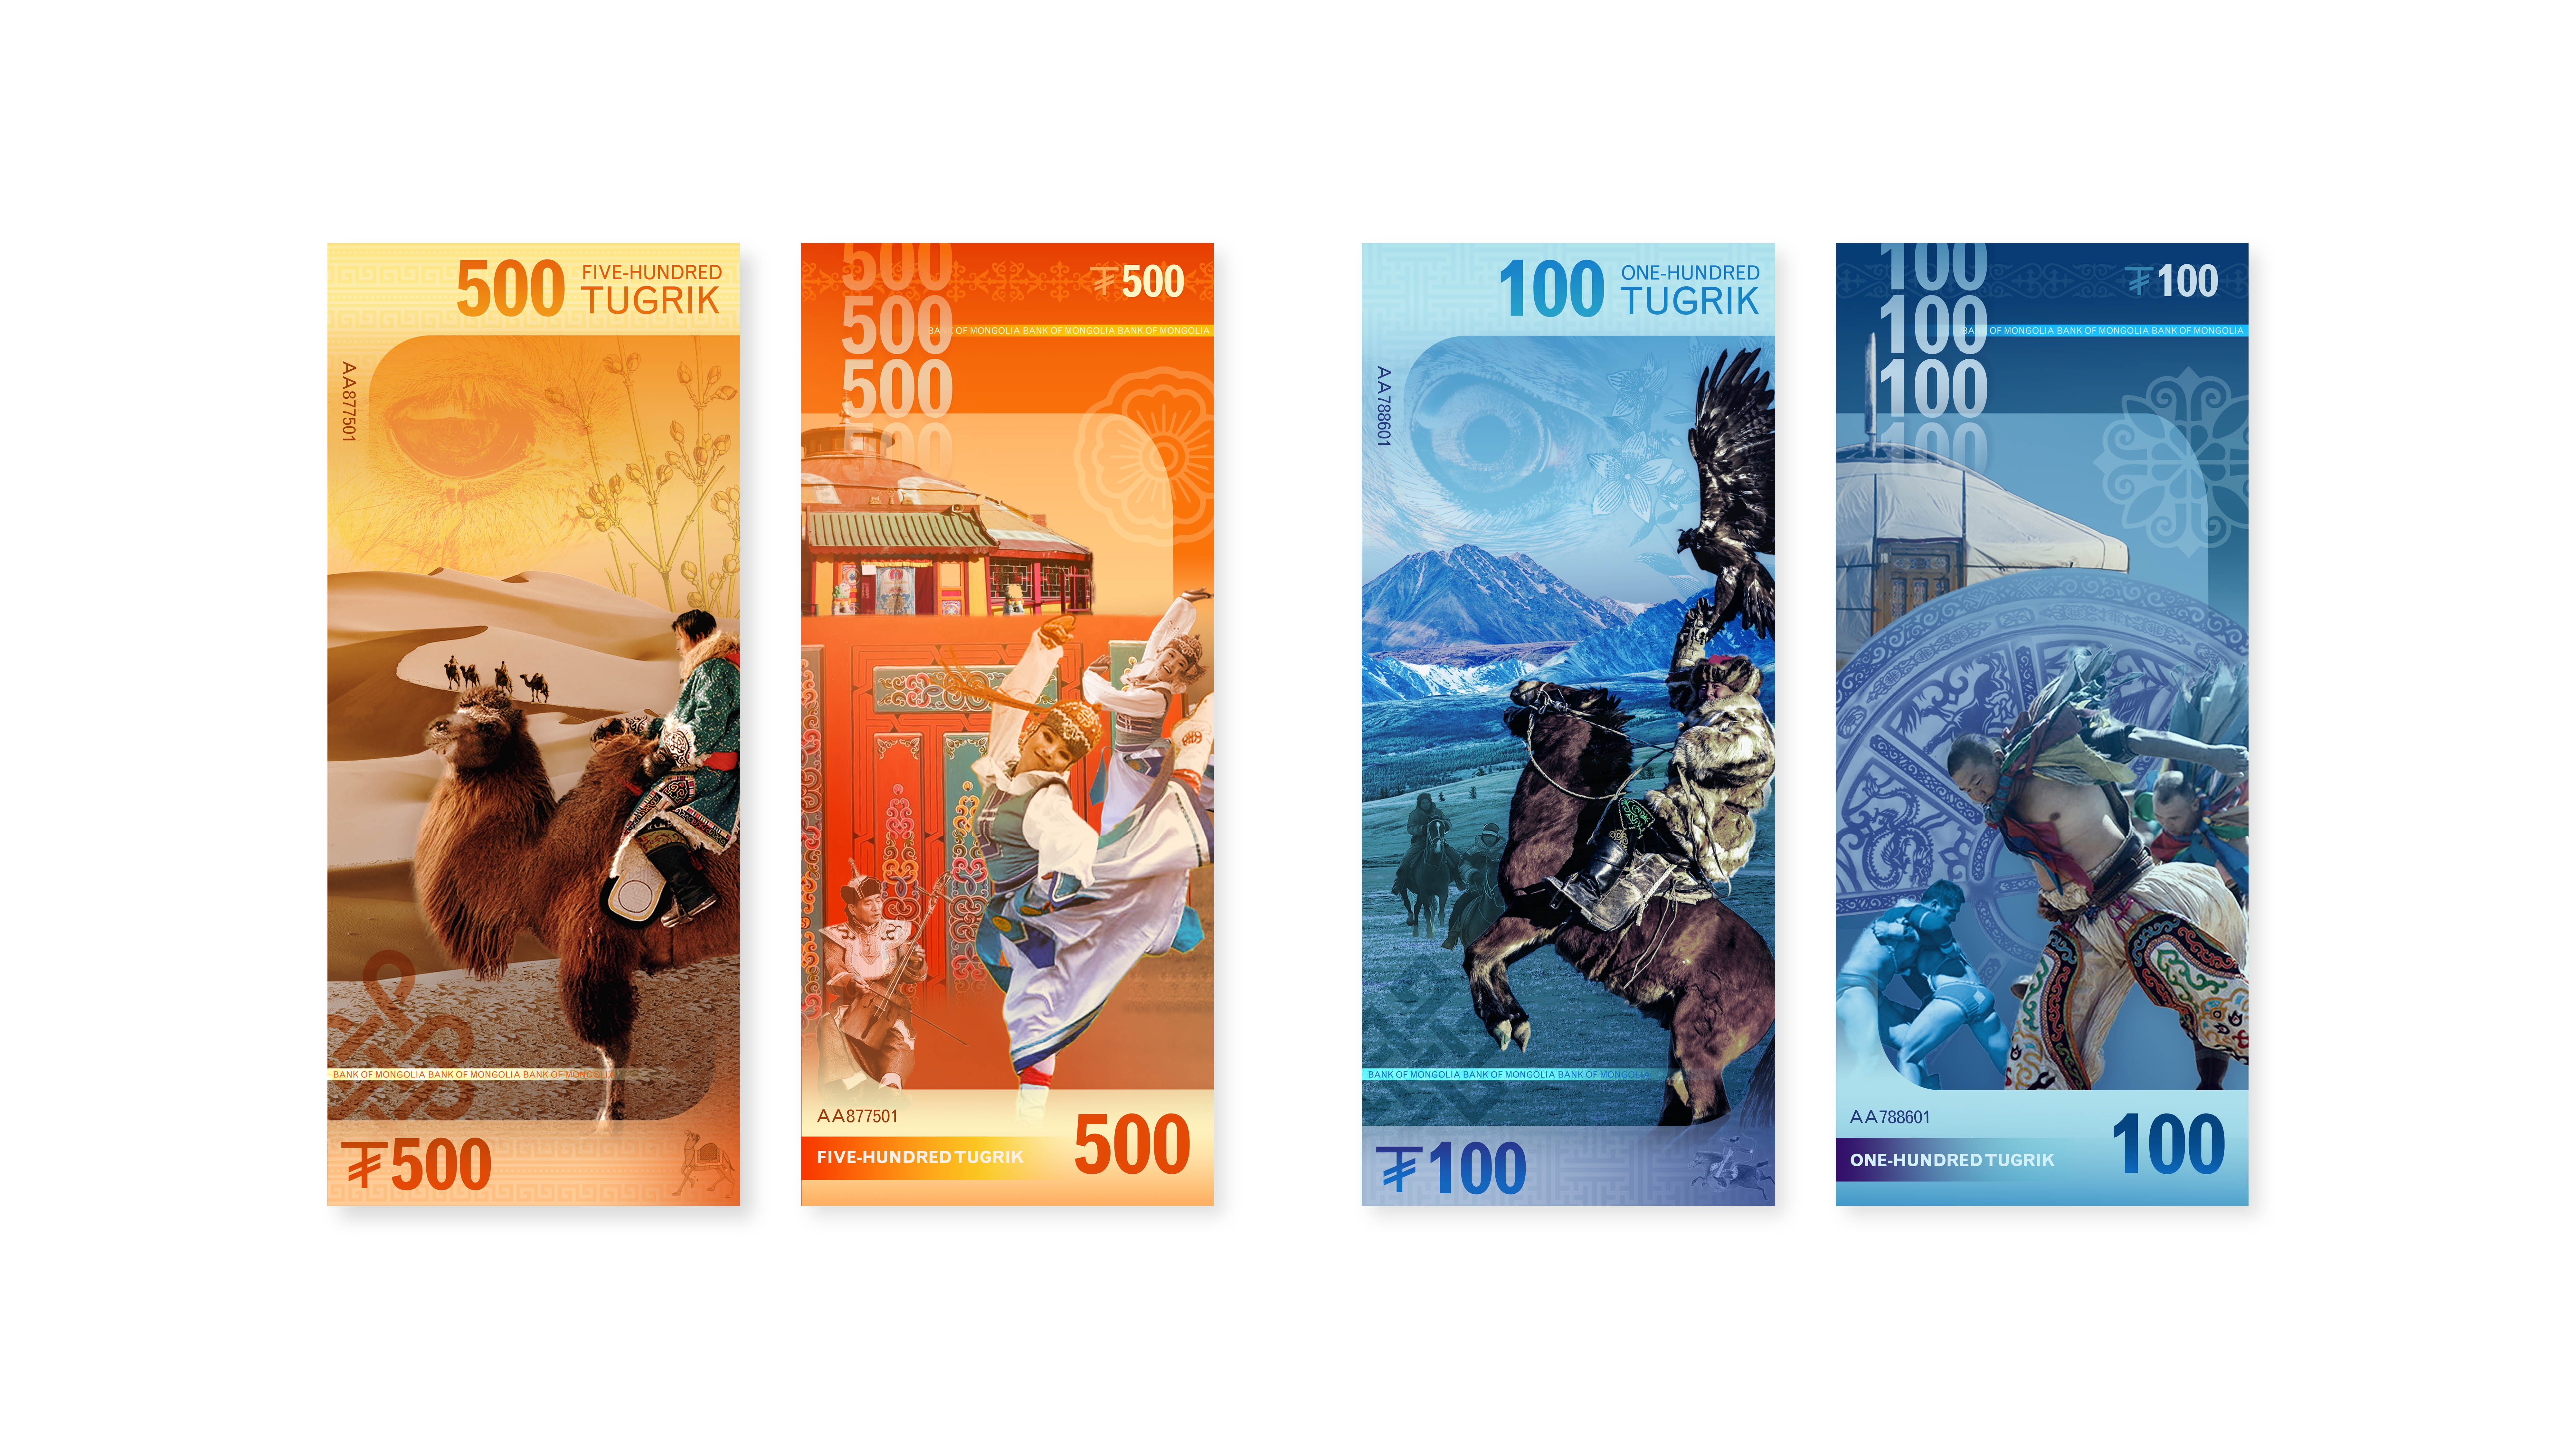 500 FIVE-HUNDRED
TUGRIK
AA877501
BANK OF MONGOLIA BANK OF MONGOLIA BANK OF MONGOLIA
₮500
500
500
500
500
₮500
BANK OF MONGOLIA BANK OF MONGOLIA BANK OF MONGOLIA
AA877501
FIVE-HUNDRED TUGRIK
500
100 ONE-HUNDRED
TUGRIK
AA788601
BANK OF MONGOLIA BANK OF MONGOLIA BANK OF MONGOLIA
₮100
100
100
100
100
₮100
BANK OF MONGOLIA BANK OF MONGOLIA BANK OF MONGOLIA
AA788601
ONE-HUNDRED TUGRIK
100